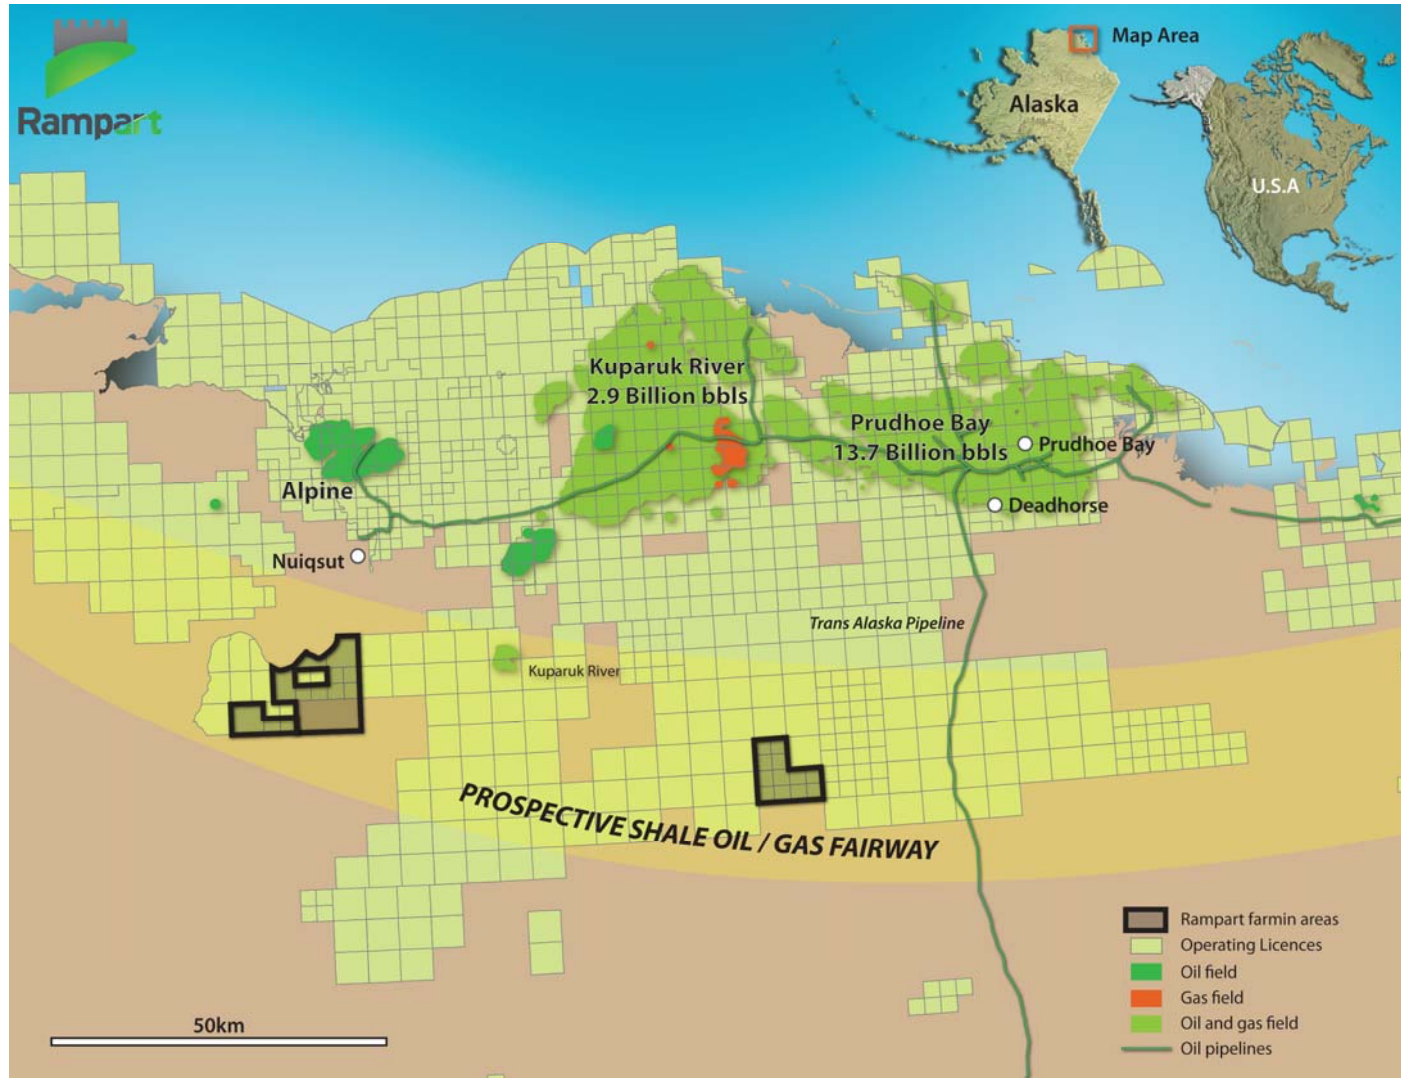 Rampart
Map Area
Alaska
U.S.A
Kuparuk River
2.9 Billion bbls
Prudhoe Bay
13.7 Billion bbls
Prudhoe Bay
Deadhorse
Alpine
Nuiqsut
Trans Alaska Pipeline
Kuparuk River
PROSPECTIVE SHALE OIL / GAS FAIRWAY
Rampart farmin areas
Operating Licences
Oil field
Gas field
Oil and gas field
Oil pipelines
50km